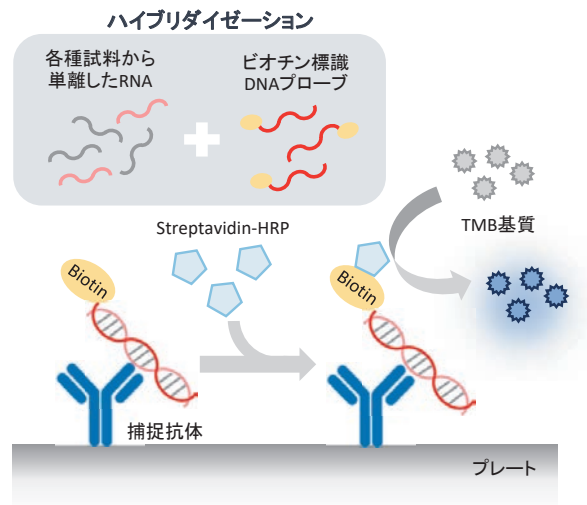 ハイブリダイゼーション
各種試料から
単離したRNA
ビオチン標識
DNAプローブ
Streptavidin-HRP
TMB基質
Biotin
Biotin
捕捉抗体
プレート